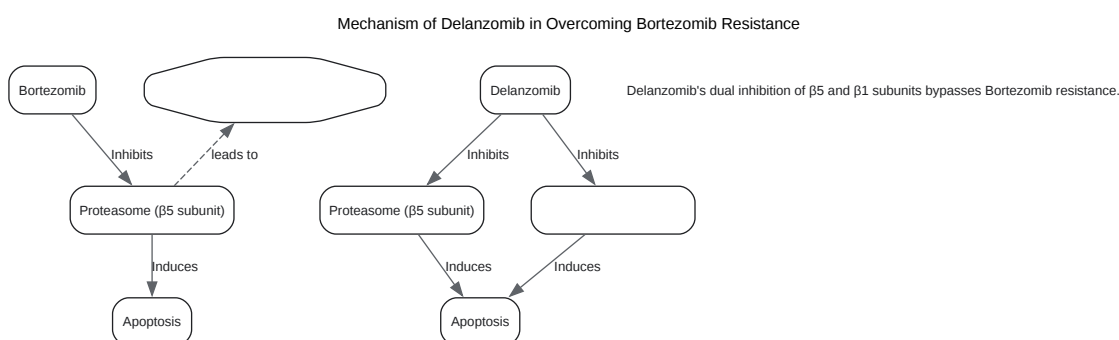 Mechanism of Delanzomib in Overcoming Bortezomib Resistance
Bortezomib
Delanzomib
Delanzomib's dual inhibition of β5 and β1 subunits bypasses Bortezomib resistance.
Inhibits
leads to
Inhibits
Inhibits
Proteasome (β5 subunit)
Proteasome (β5 subunit)
Induces
Induces
Induces
Apoptosis
Apoptosis